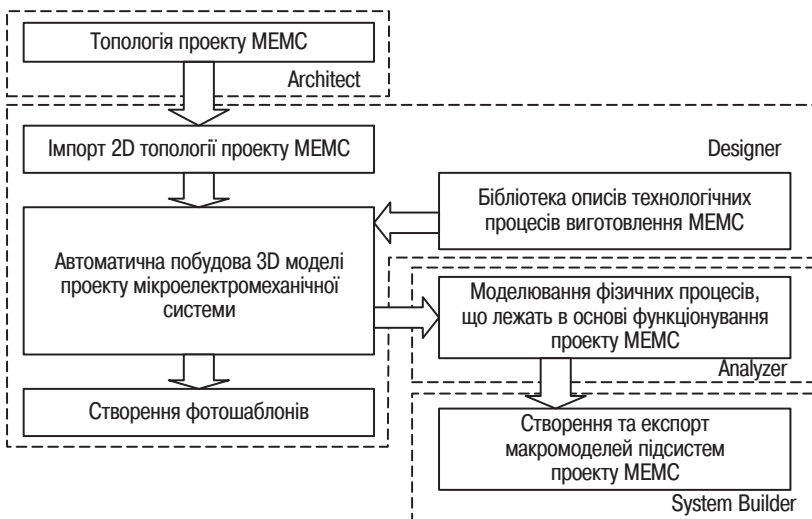 Топологія проекту МЕМС
Architect
Імпорт 2D топології проекту МЕМС
Designer
Бібліотека описів технологічних
процесів виготовлення МЕМС
Автоматична побудова 3D моделі
проекту мікроелектромеханічної
системи
Моделювання фізичних процесів,
що лежать в основі функціонування
проекту МЕМС
Analyzer
Створення фотошаблонів
Створення та експорт
макромоделей підсистем
проекту МЕМС
System Builder